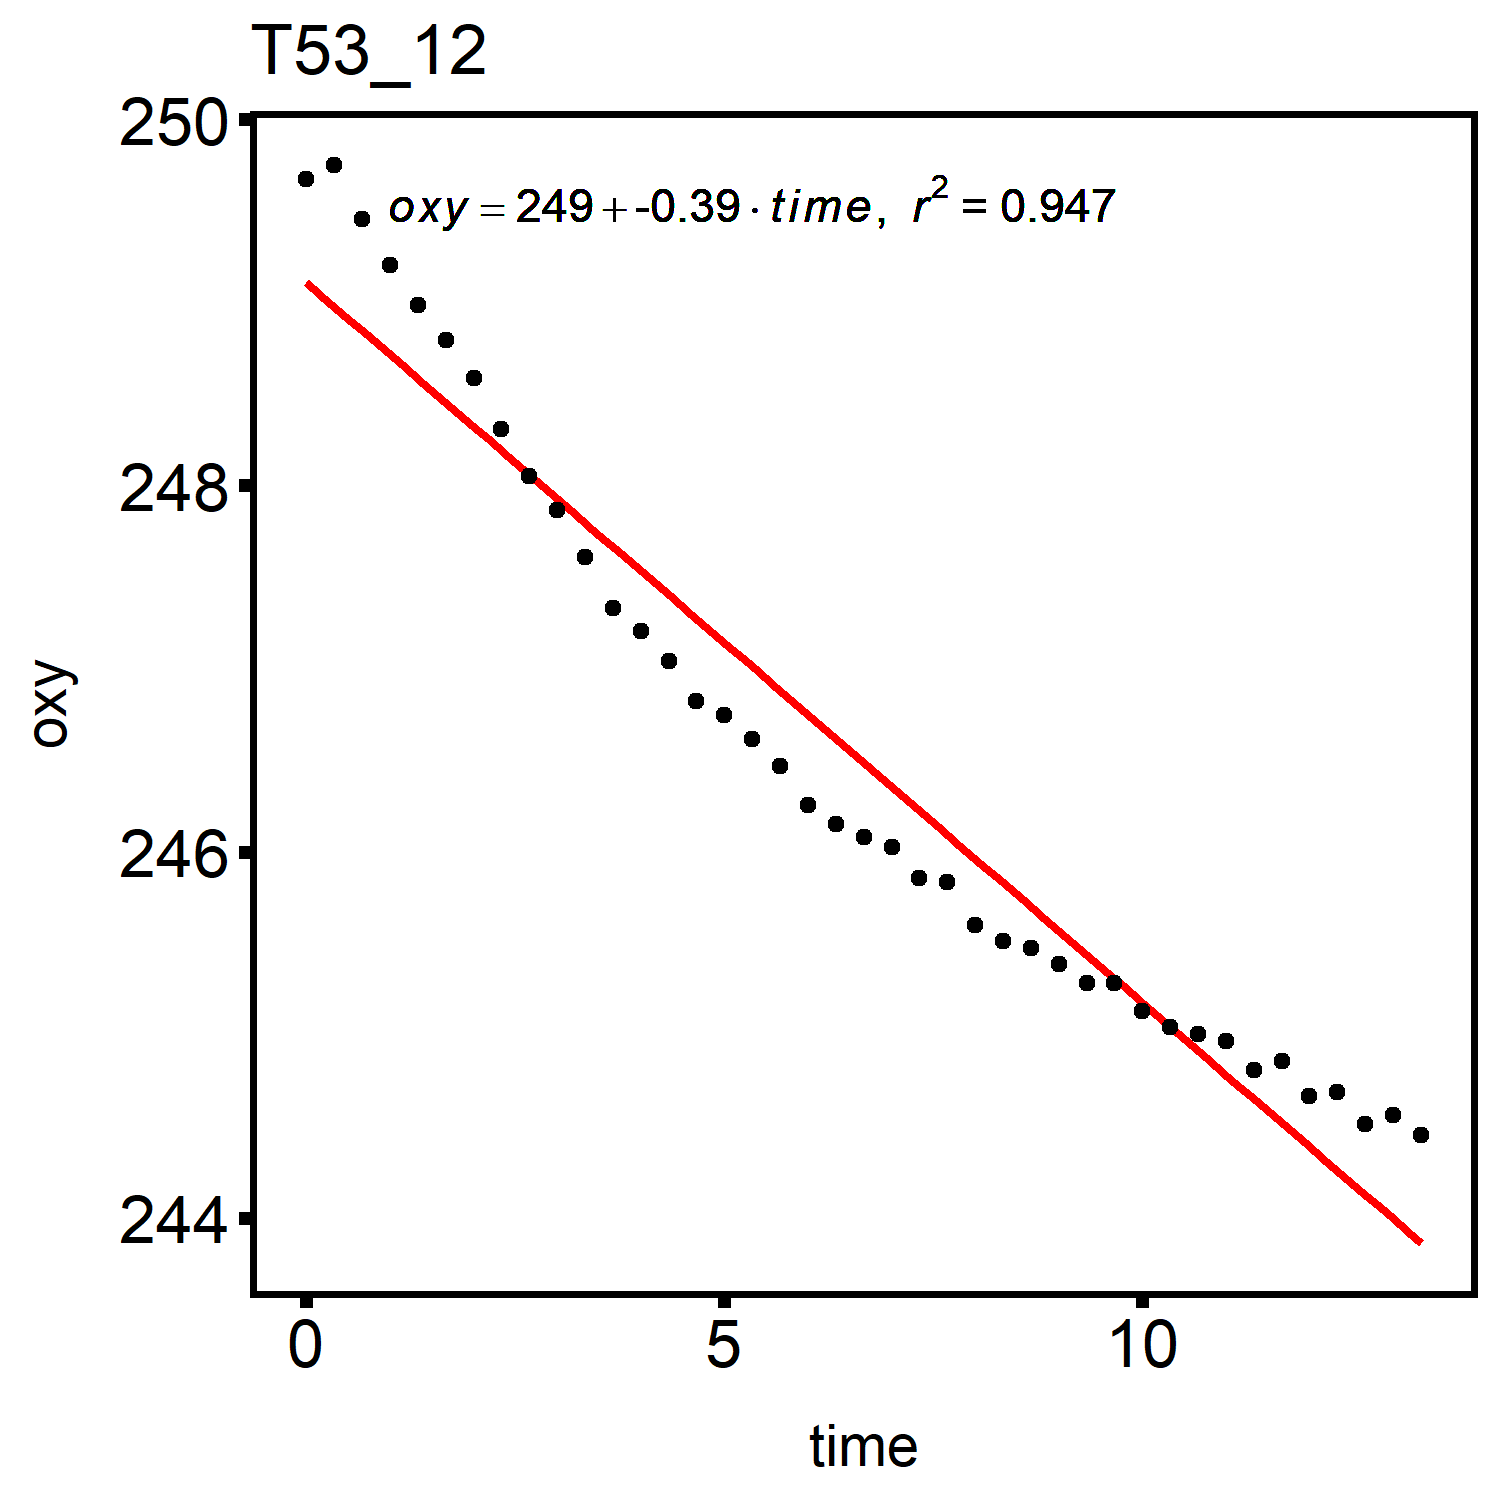 T53_12
250
oxy = 249 + -0.39 · time, r² = 0.947
248
246
244
oxy
0 5 10
time